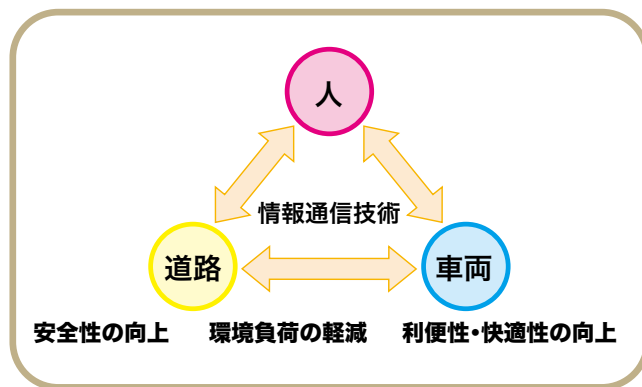 人
情報通信技術
道路
車両
安全性の向上 環境負荷の軽減 利便性・快適性の向上